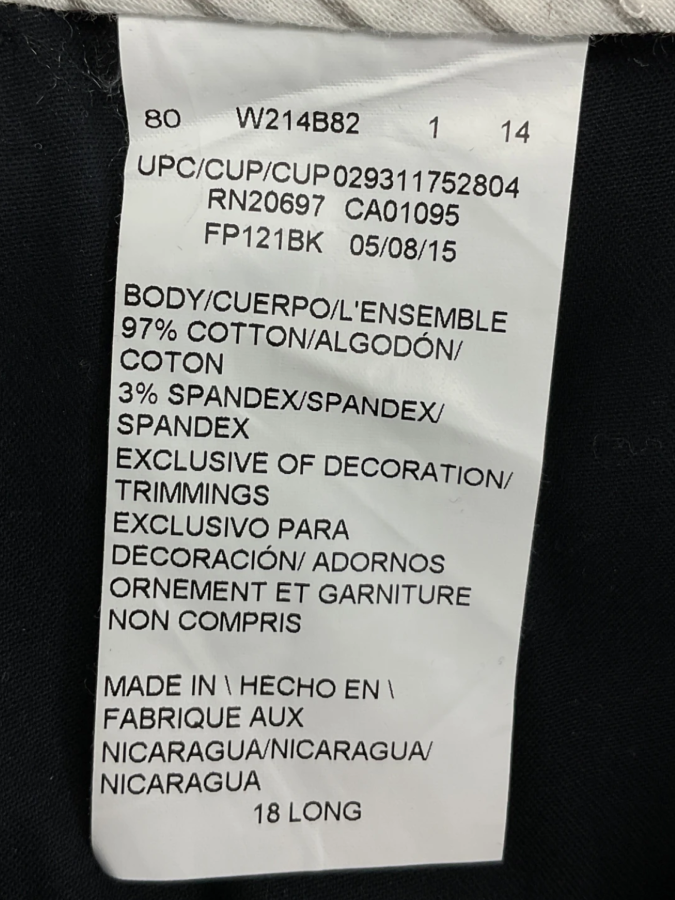 80 W214B82 1 14
UPC/CUP/CUP029311752804
RN20697 CA01095
FP121BK 05/08/15
BODY/CUERPO/L'ENSEMBLE
97% COTTON/ALGODÓN/
COTON
3% SPANDEX/SPANDEX/
SPANDEX
EXCLUSIVE OF DECORATION/
TRIMMINGS
EXCLUSIVO PARA
DECORACIÓN/ ADORNOS
ORNEMENT ET GARNITURE
NON COMPRIS
MADE IN \ HECHO EN \
FABRIQUE AUX
NICARAGUA/NICARAGUA/
NICARAGUA
18 LONG